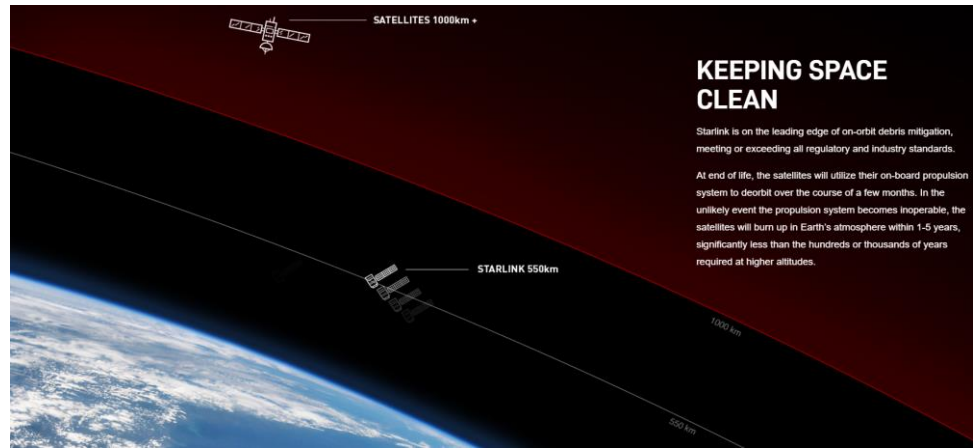 SATELLITES 1000km +
KEEPING SPACE
CLEAN
Starlink is on the leading edge of on-orbit debris mitigation,
meeting or exceeding all regulatory and industry standards.
At end of life, the satellites will utilize their on-board propulsion
system to deorbit over the course of a few months. In the
unlikely event the propulsion system becomes inoperable, the
satellites will burn up in Earth's atmosphere within 1-5 years,
significantly less than the hundreds or thousands of years
required at higher altitudes.
STARLINK 550km
1000 km
550 km